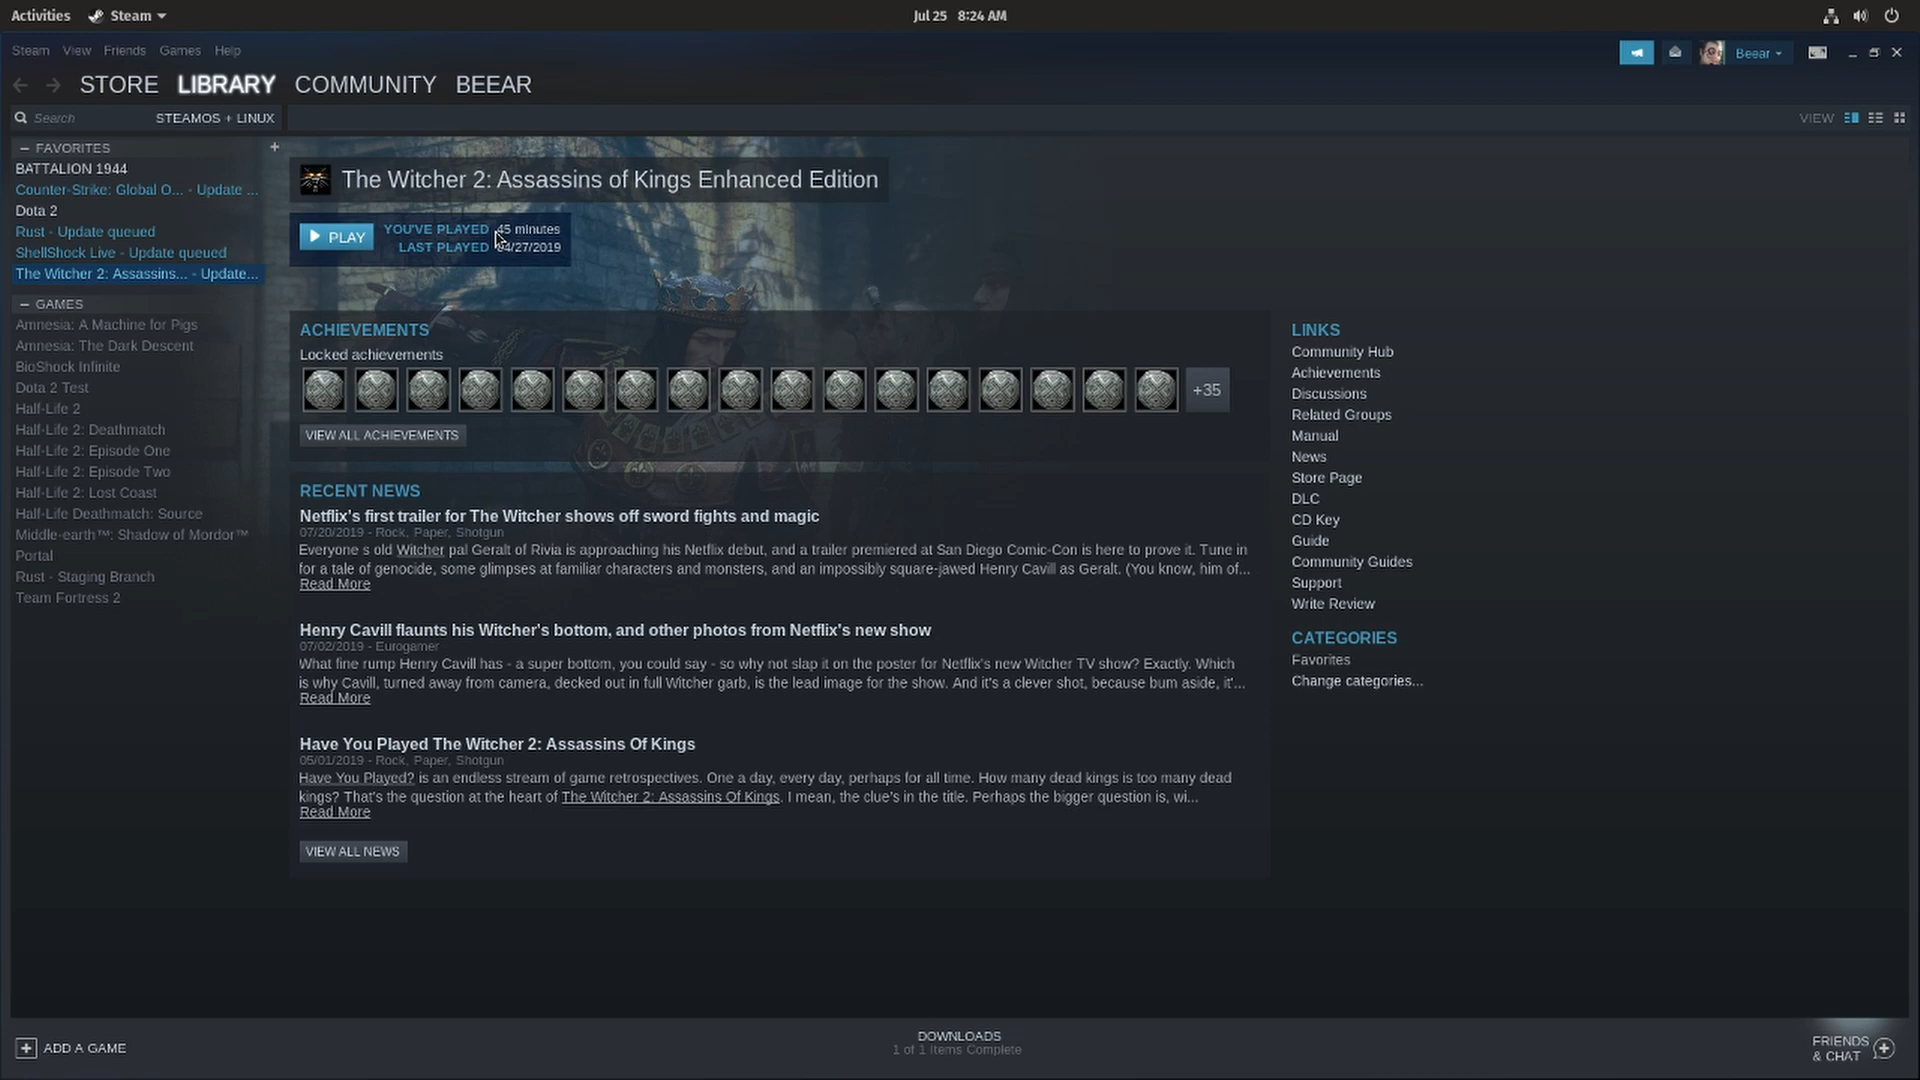 Activities Steam Jul 25 8:24 AM
Steam View Friends Games Help Beear
STORE LIBRARY COMMUNITY BEEAR
Search STEAMOS + LINUX VIEW
– FAVORITES +
BATTALION 1944
Counter-Strike: Global O... - Update ...
Dota 2
Rust - Update queued
ShellShock Live - Update queued
The Witcher 2: Assassins... - Update...
– GAMES
Amnesia: A Machine for Pigs
Amnesia: The Dark Descent
BioShock Infinite
Dota 2 Test
Half-Life 2
Half-Life 2: Deathmatch
Half-Life 2: Episode One
Half-Life 2: Episode Two
Half-Life 2: Lost Coast
Half-Life Deathmatch: Source
Middle-earth™: Shadow of Mordor™
Portal
Rust - Staging Branch
Team Fortress 2
The Witcher 2: Assassins of Kings Enhanced Edition
PLAY
YOU'VE PLAYED 45 minutes
LAST PLAYED 04/27/2019
ACHIEVEMENTS
Locked achievements
+35
VIEW ALL ACHIEVEMENTS
RECENT NEWS
Netflix's first trailer for The Witcher shows off sword fights and magic
07/20/2019 - Rock, Paper, Shotgun
Everyone s old Witcher pal Geralt of Rivia is approaching his Netflix debut, and a trailer premiered at San Diego Comic-Con is here to prove it. Tune in
for a tale of genocide, some glimpses at familiar characters and monsters, and an impossibly square-jawed Henry Cavill as Geralt. (You know, him of...
Read More
Henry Cavill flaunts his Witcher's bottom, and other photos from Netflix's new show
07/02/2019 - Eurogamer
What fine rump Henry Cavill has - a super bottom, you could say - so why not slap it on the poster for Netflix's new Witcher TV show? Exactly. Which
is why Cavill, turned away from camera, decked out in full Witcher garb, is the lead image for the show. And it's a clever shot, because bum aside, it'...
Read More
Have You Played The Witcher 2: Assassins Of Kings
05/01/2019 - Rock, Paper, Shotgun
Have You Played? is an endless stream of game retrospectives. One a day, every day, perhaps for all time. How many dead kings is too many dead
kings? That's the question at the heart of The Witcher 2: Assassins Of Kings. I mean, the clue's in the title. Perhaps the bigger question is, wi...
Read More
VIEW ALL NEWS
LINKS
Community Hub
Achievements
Discussions
Related Groups
Manual
News
Store Page
DLC
CD Key
Guide
Community Guides
Support
Write Review
CATEGORIES
Favorites
Change categories...
+ ADD A GAME
DOWNLOADS
1 of 1 Items Complete
FRIENDS
& CHAT